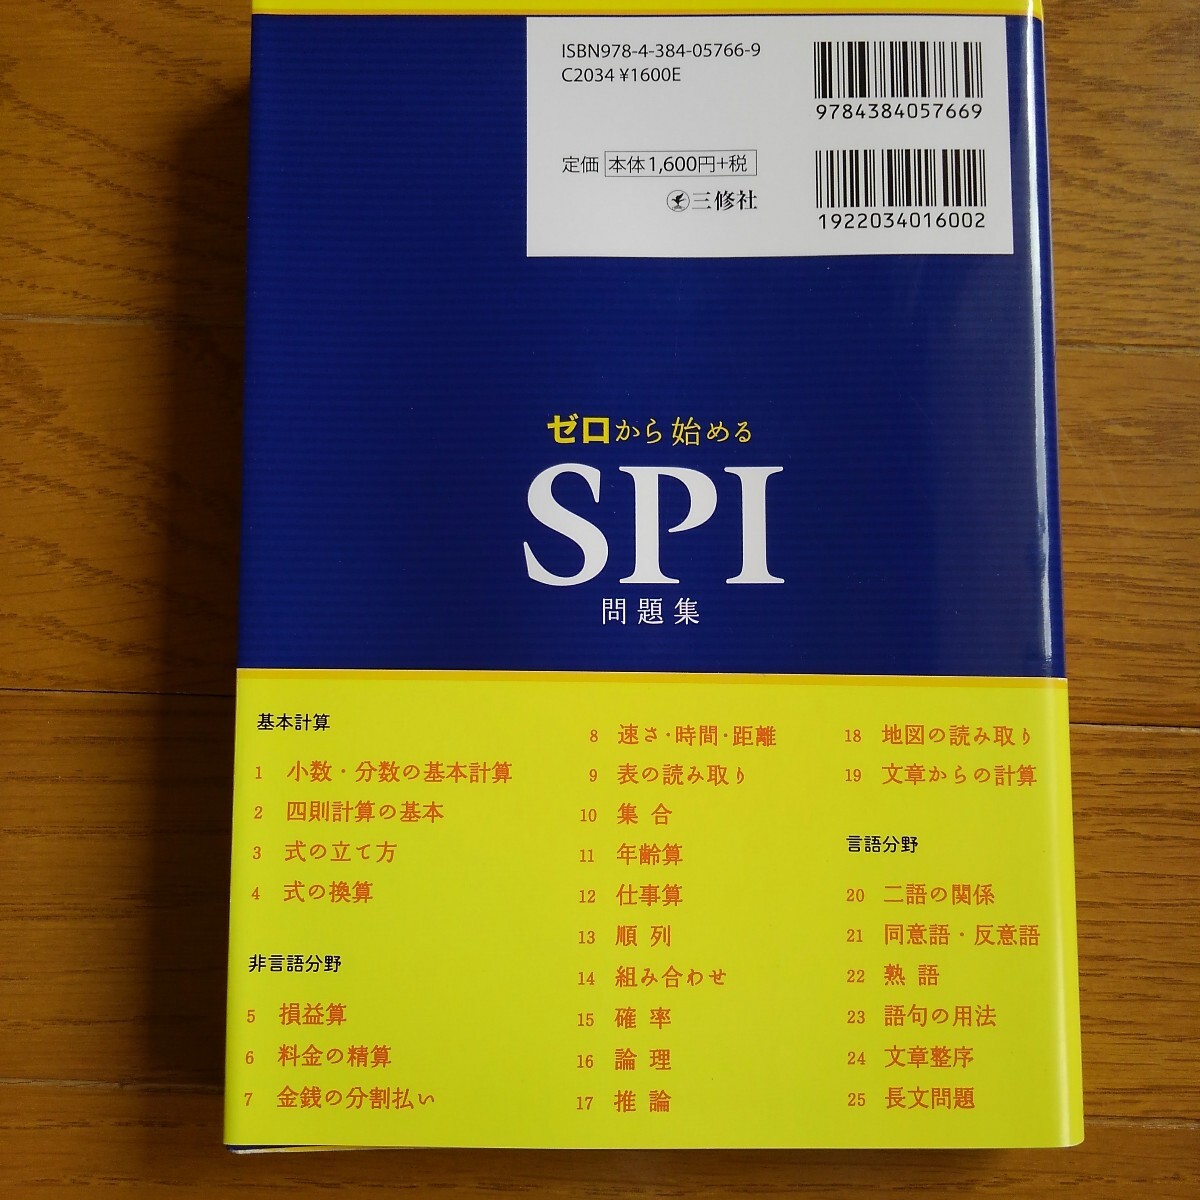 ISBN978-4-384-05766-9
C2034 ¥1600E
9784384057669
定価 本体1,600円+税
三修社
1922034016002
ゼロから始める
SPI
問題集
基本計算
1 小数・分数の基本計算
2 四則計算の基本
3 式の立て方
4 式の換算
非言語分野
5 損益算
6 料金の精算
7 金銭の分割払い
8 速さ・時間・距離
9 表の読み取り
10 集合
11 年齢算
12 仕事算
13 順列
14 組み合わせ
15 確率
16 論理
17 推論
18 地図の読み取り
19 文章からの計算
言語分野
20 二語の関係
21 同意語・反意語
22 熟語
23 語句の用法
24 文章整序
25 長文問題